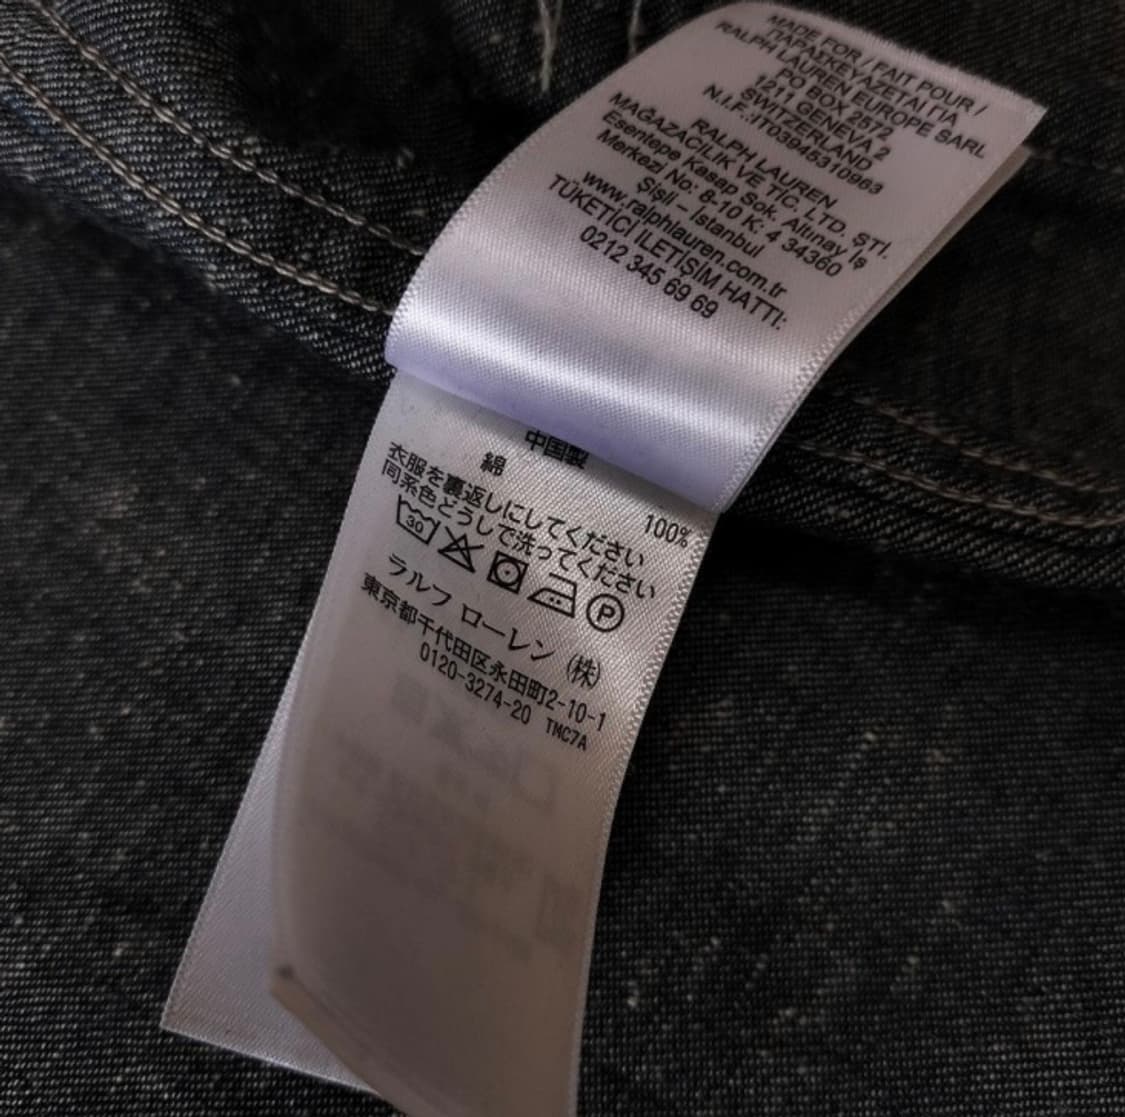 MADE FOR / FAIT POUR /
ΠΑΡΑΣΚΕΥΑΖΕΤΑΙ ΓΙΑ
RALPH LAUREN EUROPE SARL
PO BOX 2572
1211 GENEVA 2
SWITZERLAND
N.I.F.:IT03945310963
RALPH LAUREN
MAĞAZACILIK VE TİC. LTD. ŞTİ.
Esentepe Kasap Sok. Altunay İş
Merkezi No: 8-10 K: 4 34360
Şişli – İstanbul
www.ralphlauren.com.tr
TÜKETİCİ İLETİŞİM HATTI:
0212 345 69 69
中国製
綿 100%
衣服を裏返しにしてください
同系色どうしで洗ってください
30 P
ラルフ ローレン (株)
東京都千代田区永田町2-10-1
0120-3274-20 TMC7A